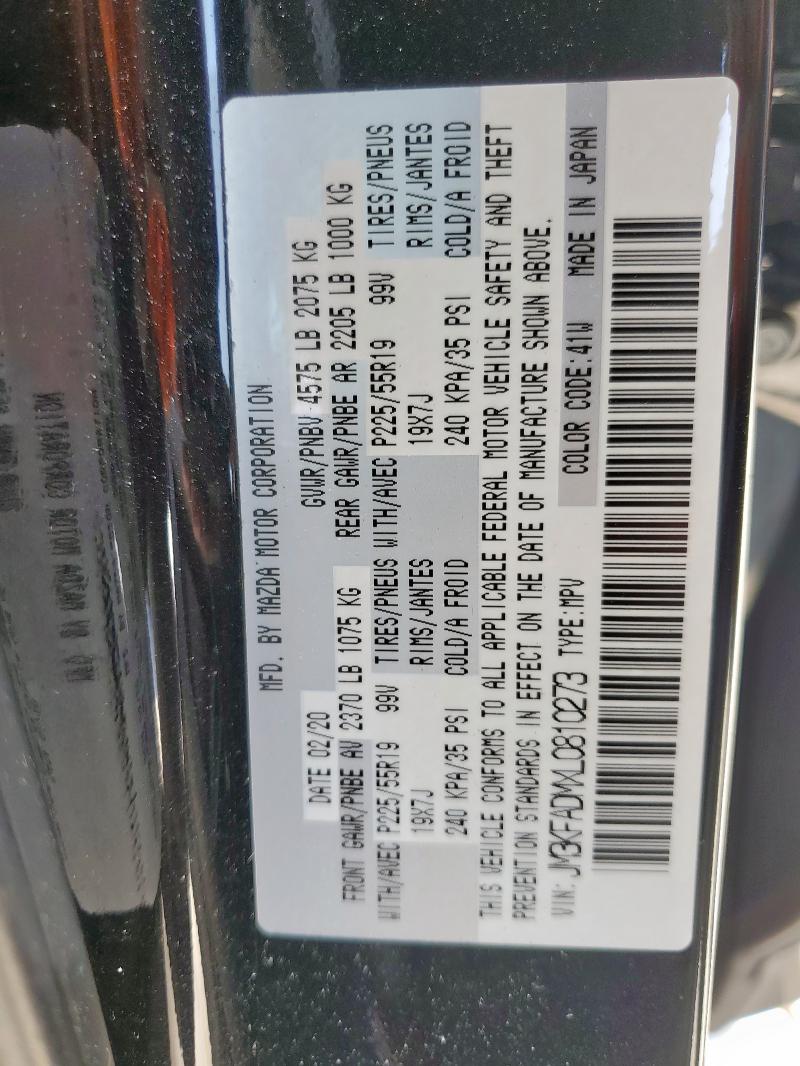 MFD. BY MAZDA MOTOR CORPORATION
DATE 02/20 GVWR/PNBV 4575 LB 2075 KG
FRONT GAWR/PNBE AV 2370 LB 1075 KG REAR GAWR/PNBE AR 2205 LB 1000 KG
WITH/AVEC P225/55R19 99V TIRES/PNEUS WITH/AVEC P225/55R19 99V TIRES/PNEUS
19X7J RIMS/JANTES 19X7J RIMS/JANTES
240 KPA/35 PSI COLD/A FROID 240 KPA/35 PSI COLD/A FROID
THIS VEHICLE CONFORMS TO ALL APPLICABLE FEDERAL MOTOR VEHICLE SAFETY AND THEFT
PREVENTION STANDARDS IN EFFECT ON THE DATE OF MANUFACTURE SHOWN ABOVE.
VIN: JM3KFADMXL0810273 TYPE:MPV COLOR CODE:41W MADE IN JAPAN